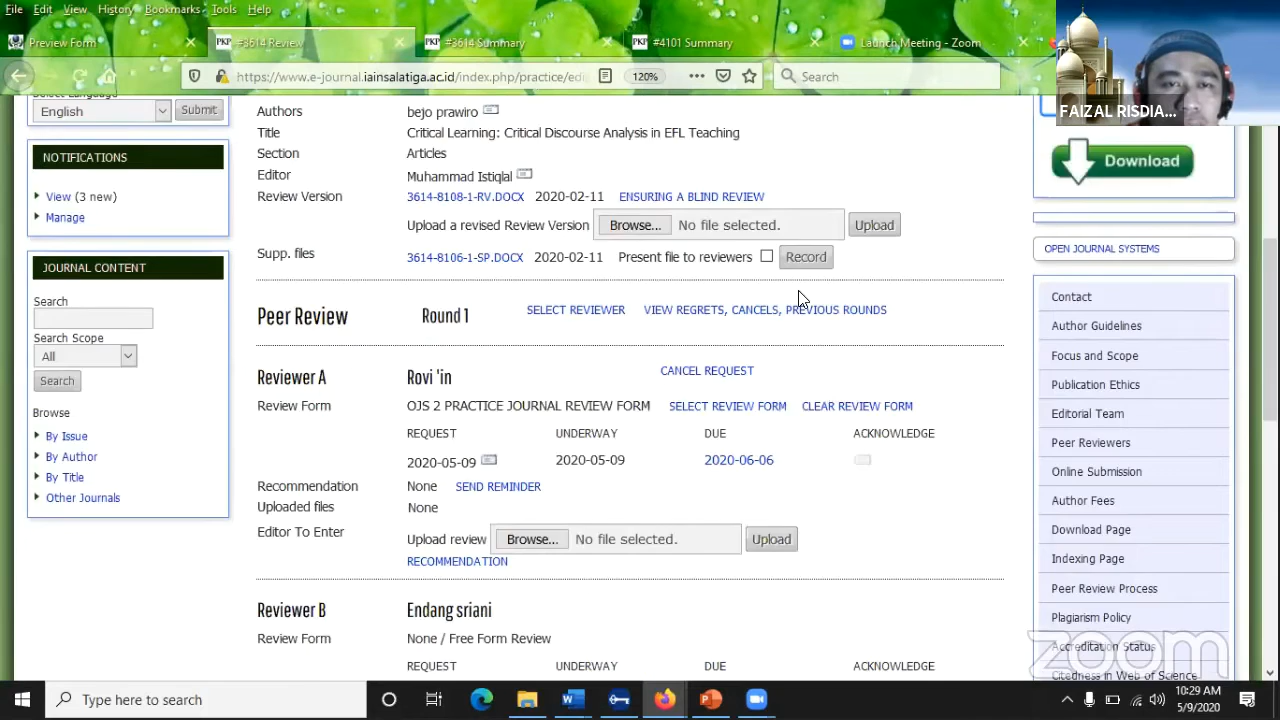 File Edit View History Bookmarks Tools Help
Preview Form
PKP #3614 Review
PKP #3614 Summary
PKP #4101 Summary
Launch Meeting - Zoom
https://www.e-journal.iainsalatiga.ac.id/index.php/practice/edi
120%
Search
FAIZAL RISDIA...
English
Submit
NOTIFICATIONS
View (3 new)
Manage
JOURNAL CONTENT
Search
Search Scope
All
Search
Browse
By Issue
By Author
By Title
Other Journals
Authors bejo prawiro
Title Critical Learning: Critical Discourse Analysis in EFL Teaching
Section Articles
Editor Muhammad Istiqlal
Review Version 3614-8108-1-RV.DOCX 2020-02-11 ENSURING A BLIND REVIEW
Upload a revised Review Version Browse... No file selected. Upload
Supp. files 3614-8106-1-SP.DOCX 2020-02-11 Present file to reviewers Record
Peer Review Round 1 SELECT REVIEWER VIEW REGRETS, CANCELS, PREVIOUS ROUNDS
Reviewer A Rovi 'in CANCEL REQUEST
Review Form OJS 2 PRACTICE JOURNAL REVIEW FORM SELECT REVIEW FORM CLEAR REVIEW FORM
REQUEST UNDERWAY DUE ACKNOWLEDGE
2020-05-09 2020-05-09 2020-06-06
Recommendation None SEND REMINDER
Uploaded files None
Editor To Enter Upload review Browse... No file selected. Upload
RECOMMENDATION
Reviewer B Endang sriani
Review Form None / Free Form Review
REQUEST UNDERWAY DUE ACKNOWLEDGE
Download
OPEN JOURNAL SYSTEMS
Contact
Author Guidelines
Focus and Scope
Publication Ethics
Editorial Team
Peer Reviewers
Online Submission
Author Fees
Download Page
Indexing Page
Peer Review Process
Plagiarism Policy
Accreditation Status
Citedness in Web of Science
zoom
Type here to search
10:29 AM
5/9/2020